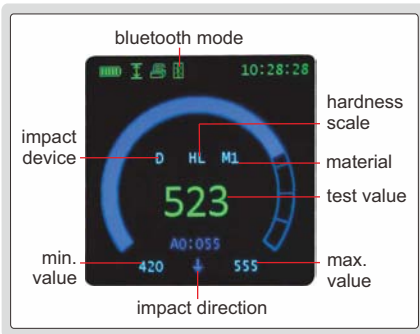 bluetooth mode
10:28:28
hardness
scale
impact
device
D HL M1
material
523
test value
A0:055
min.
value
420
555
max.
value
impact direction